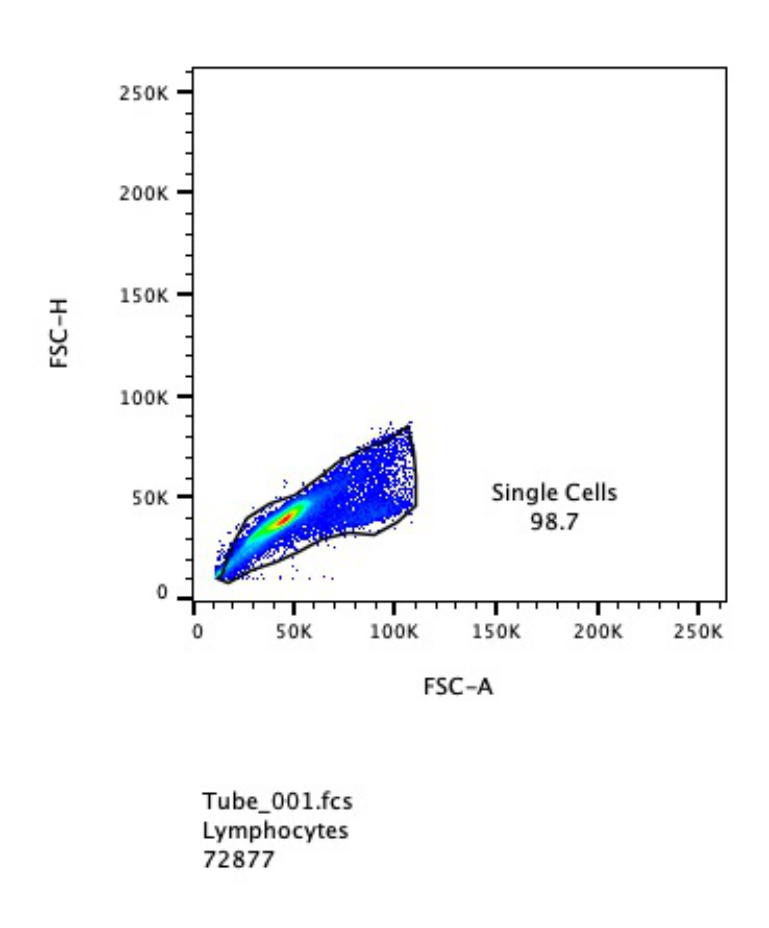 250K
200K
150K
100K
50K
0
FSC-H
Single Cells
98.7
0 50K 100K 150K 200K 250K
FSC-A
Tube_001.fcs
Lymphocytes
72877